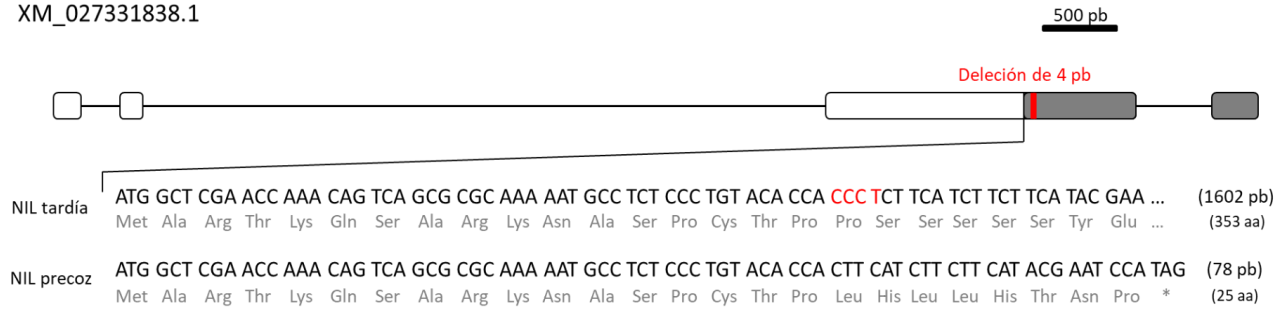 XM_027331838.1
500 pb
Deleción de 4 pb
NIL tardía
ATG GCT CGA ACC AAA CAG TCA GCG CGC AAA AAT GCC TCT CCC TGT ACA CCA CCC TCT TCA TCT TCT TCA TAC GAA ... (1602 pb)
Met Ala Arg Thr Lys Gln Ser Ala Arg Lys Asn Ala Ser Pro Cys Thr Pro Pro Ser Ser Ser Ser Ser Tyr Glu ... (353 aa)
NIL precoz
ATG GCT CGA ACC AAA CAG TCA GCG CGC AAA AAT GCC TCT CCC TGT ACA CCA CTT CAT CTT CTT CAT ACG AAT CCA TAG (78 pb)
Met Ala Arg Thr Lys Gln Ser Ala Arg Lys Asn Ala Ser Pro Cys Thr Pro Leu His Leu Leu His Thr Asn Pro * (25 aa)